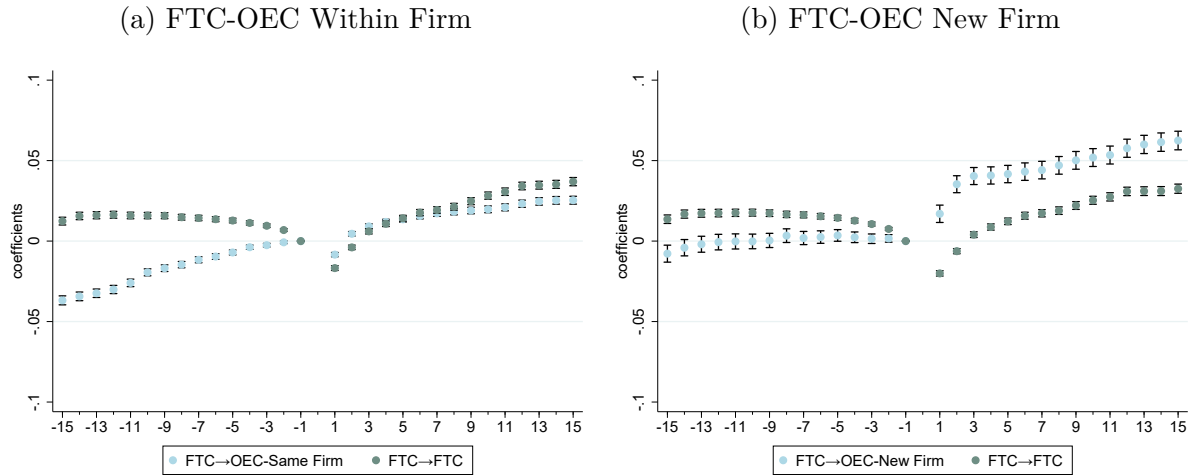 (a) FTC-OEC Within Firm
coefficients
.1
.05
0
-.05
-.1
-15 -13 -11 -9 -7 -5 -3 -1 1 3 5 7 9 11 13 15
FTC→OEC-Same Firm FTC→FTC
(b) FTC-OEC New Firm
coefficients
.1
.05
0
-.05
-.1
-15 -13 -11 -9 -7 -5 -3 -1 1 3 5 7 9 11 13 15
FTC→OEC-New Firm FTC→FTC